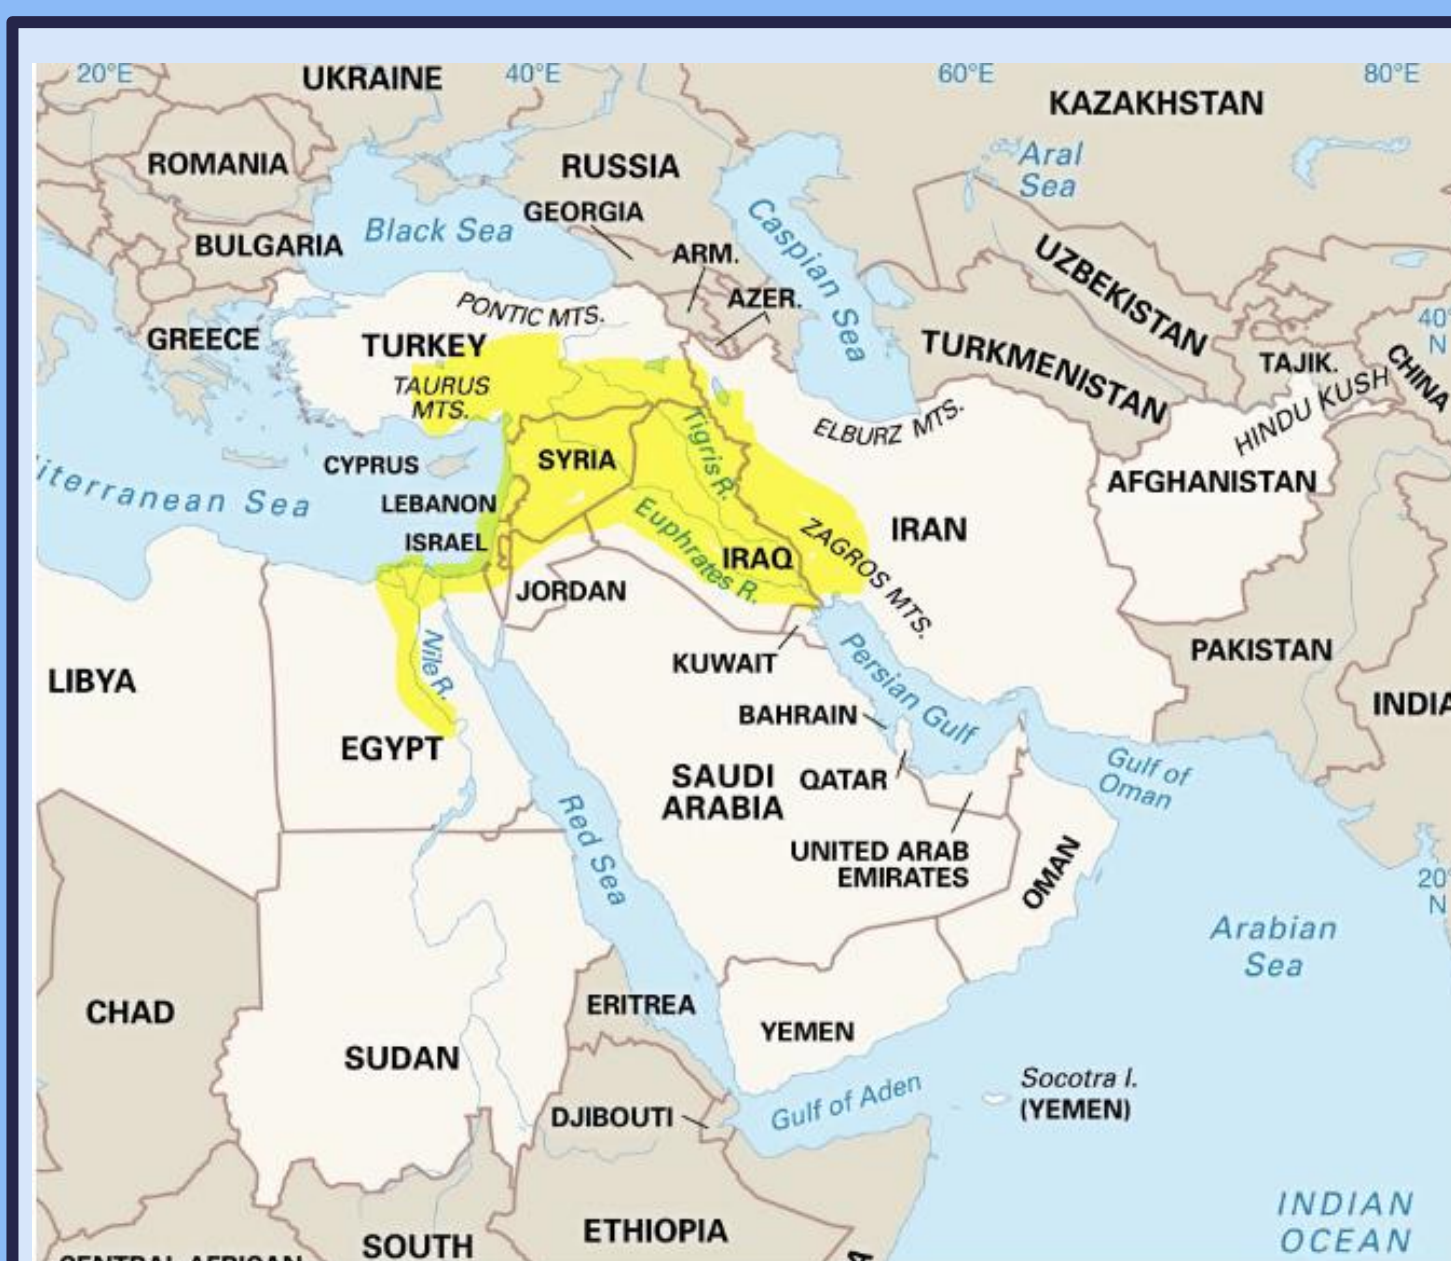 20°E
40°E
60°E
80°E
UKRAINE
KAZAKHSTAN
ROMANIA
RUSSIA
Aral
Sea
GEORGIA
Black Sea
BULGARIA
ARM.
Caspian Sea
UZBEKISTAN
AZER.
PONTIC MTS.
GREECE
TURKEY
TURKMENISTAN
40°
N
TAJIK.
CHINA
TAURUS
MTS.
HINDU KUSH
ELBURZ MTS.
Tigris R.
CYPRUS
SYRIA
AFGHANISTAN
iterranean Sea
LEBANON
Euphrates R.
ZAGROS MTS.
IRAN
ISRAEL
IRAQ
JORDAN
Nile R.
LIBYA
KUWAIT
Persian Gulf
PAKISTAN
INDIA
BAHRAIN
EGYPT
SAUDI
ARABIA
QATAR
Gulf of
Oman
Red Sea
UNITED ARAB
EMIRATES
OMAN
20°
N
Arabian
Sea
CHAD
ERITREA
YEMEN
SUDAN
Socotra I.
(YEMEN)
Gulf of Aden
DJIBOUTI
INDIAN
OCEAN
ETHIOPIA
SOUTH
CENTRAL AFRICAN
A